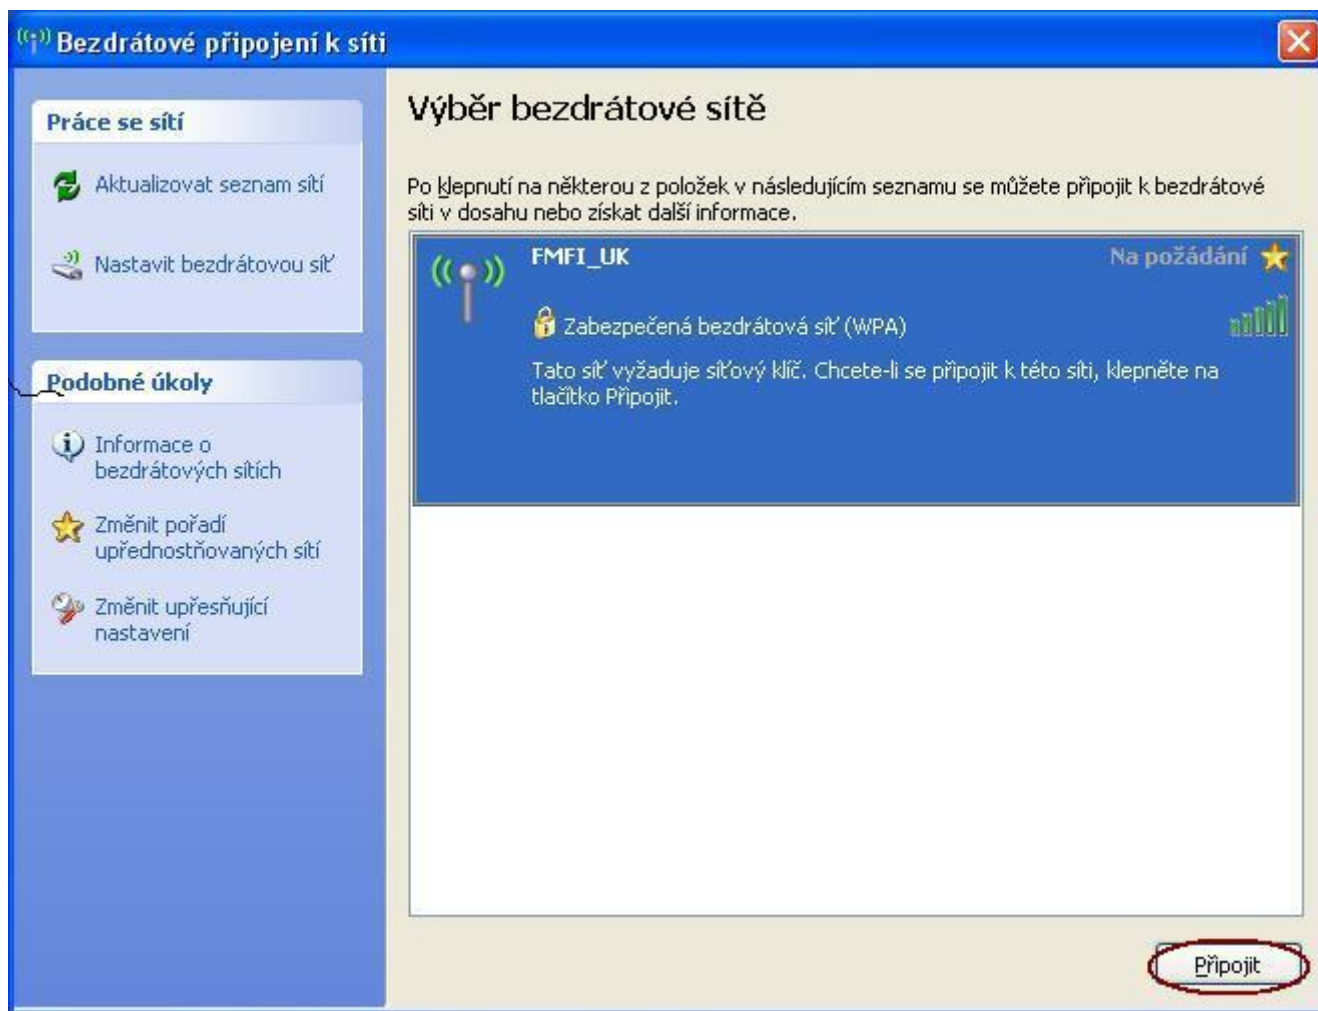 Bezdrátové připojení k síti
Práce se sítí
Aktualizovat seznam sítí
Nastavit bezdrátovou síť
Podobné úkoly
Informace o
bezdrátových sítích
Změnit pořadí
upřednostňovaných sítí
Změnit upřesňující
nastavení
Výběr bezdrátové sítě
Po klepnutí na některou z položek v následujícím seznamu se můžete připojit k bezdrátové
síti v dosahu nebo získat další informace.
FMFI_UK
Na požádání
Zabezpečená bezdrátová síť (WPA)
Tato síť vyžaduje síťový klíč. Chcete-li se připojit k této síti, klepněte na
tlačítko Připojit.
Připojit